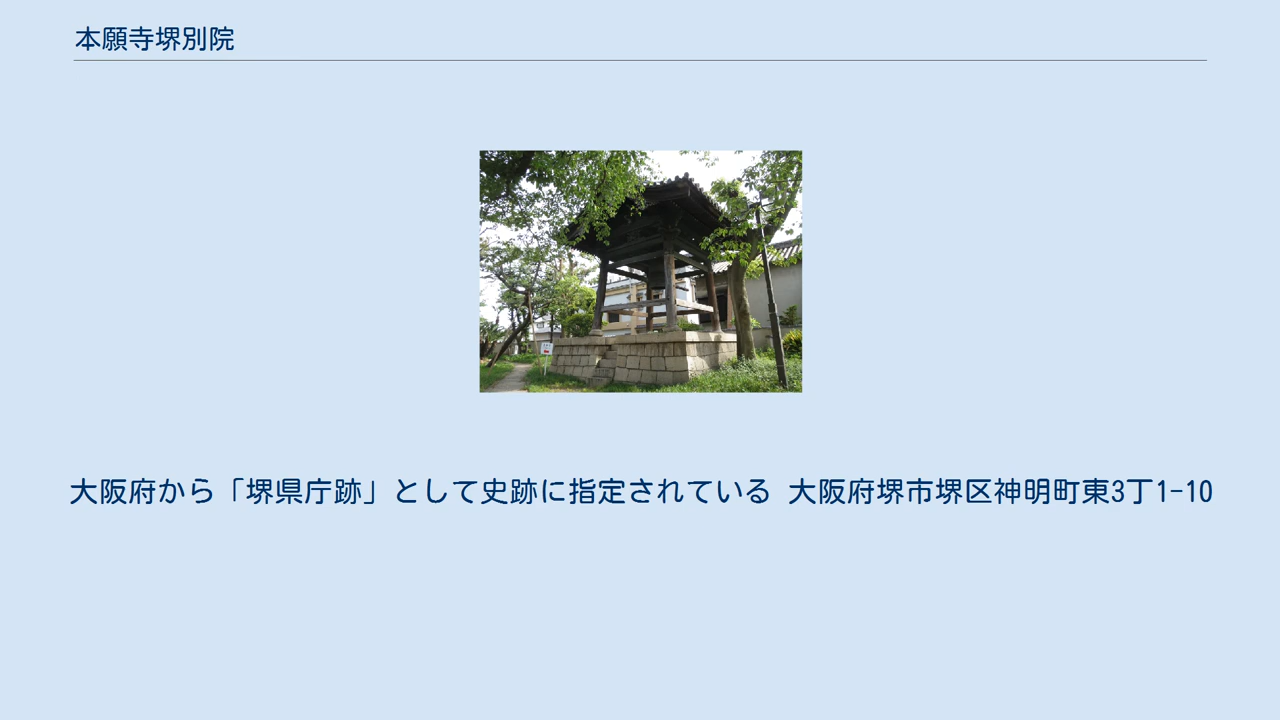 本願寺堺別院
大阪府から「堺県庁跡」として史跡に指定されている 大阪府堺市堺区神明町東3丁1-10